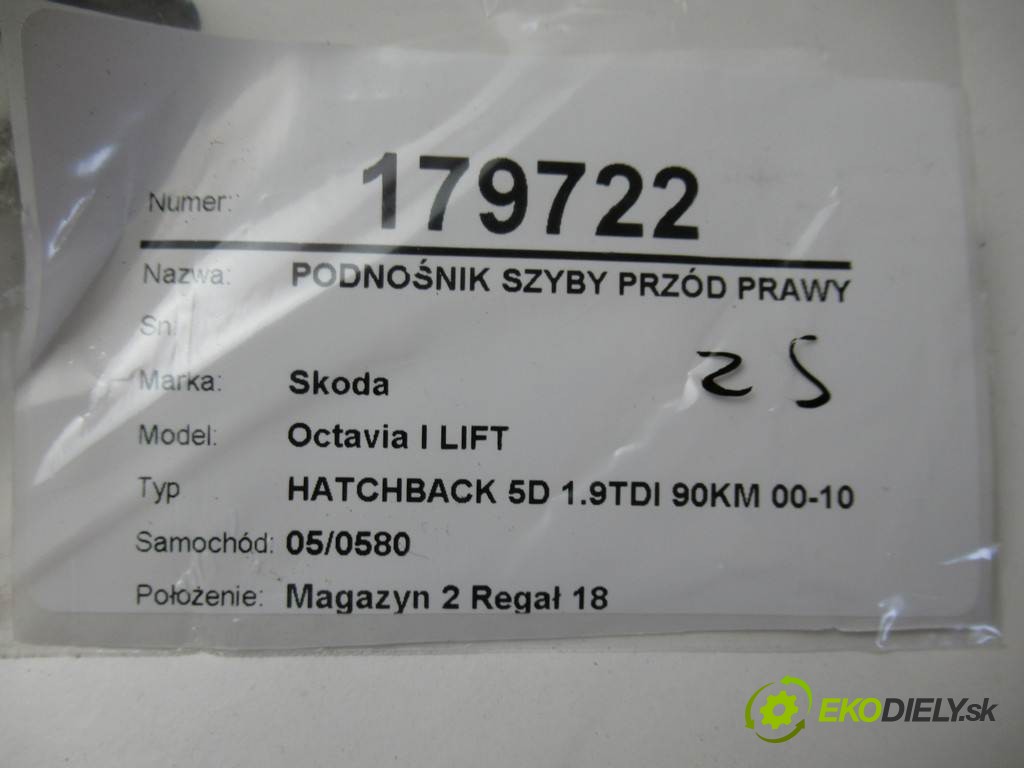 Numer: 179722
Nazwa: PODNOŚNIK SZYBY PRZÓD PRAWY
Sn:
Marka: Skoda
Model: Octavia I LIFT
Typ HATCHBACK 5D 1.9TDI 90KM 00-10
Samochód: 05/0580
Położenie: Magazyn 2 Regał 18
EKODIELY.sk